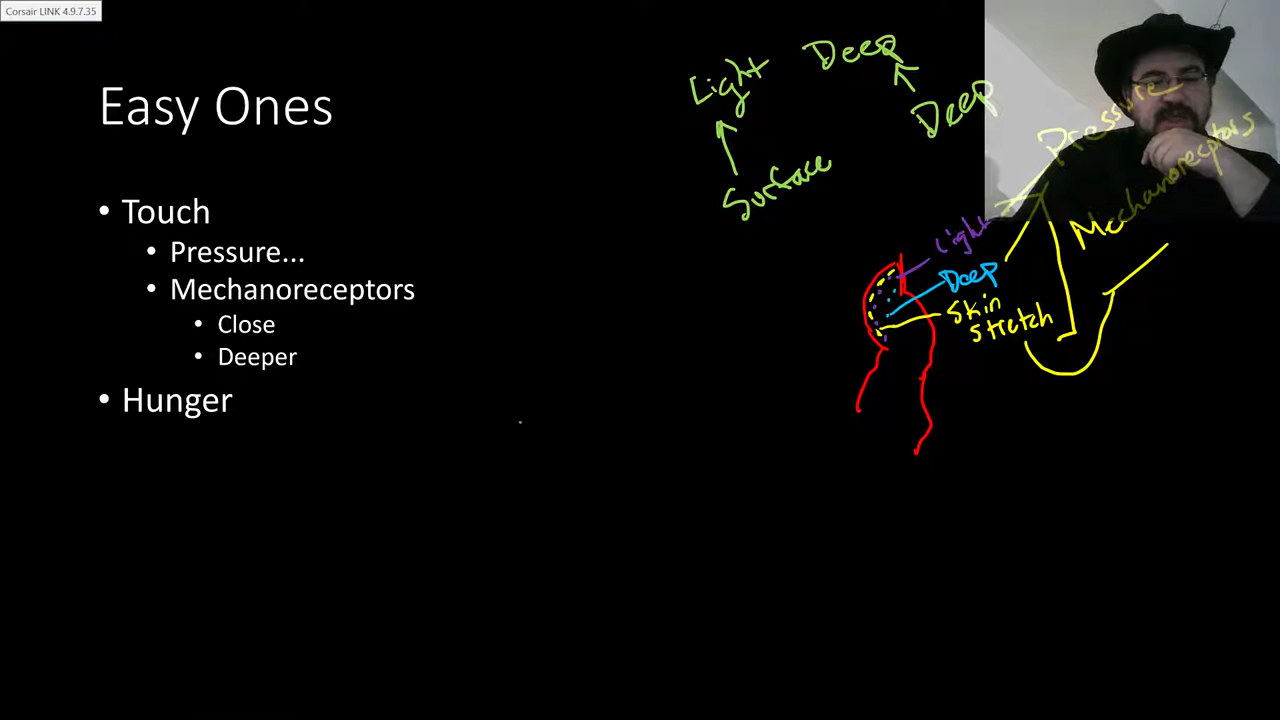 Corsair LINK 4.9.7.35
Easy Ones
• Touch
• Pressure...
• Mechanoreceptors
• Close
• Deeper
• Hunger
Light Deep
Deep
Surface
Pressure
Mechanoreceptors
Light
Deep
Skin
Stretch